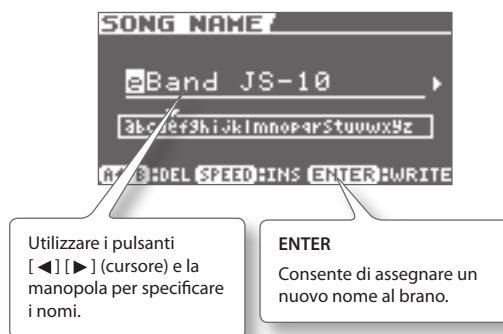 SONG NAME
eBand JS-10
abcdefghijklmnopqrstuvwxyz
:DEL (SPEED):INS (ENTER):WRITE
Utilizzare i pulsanti
[ ◀ ] [ ▶ ] (cursore) e la
manopola per specificare
i nomi.
ENTER
Consente di assegnare un
nuovo nome al brano.